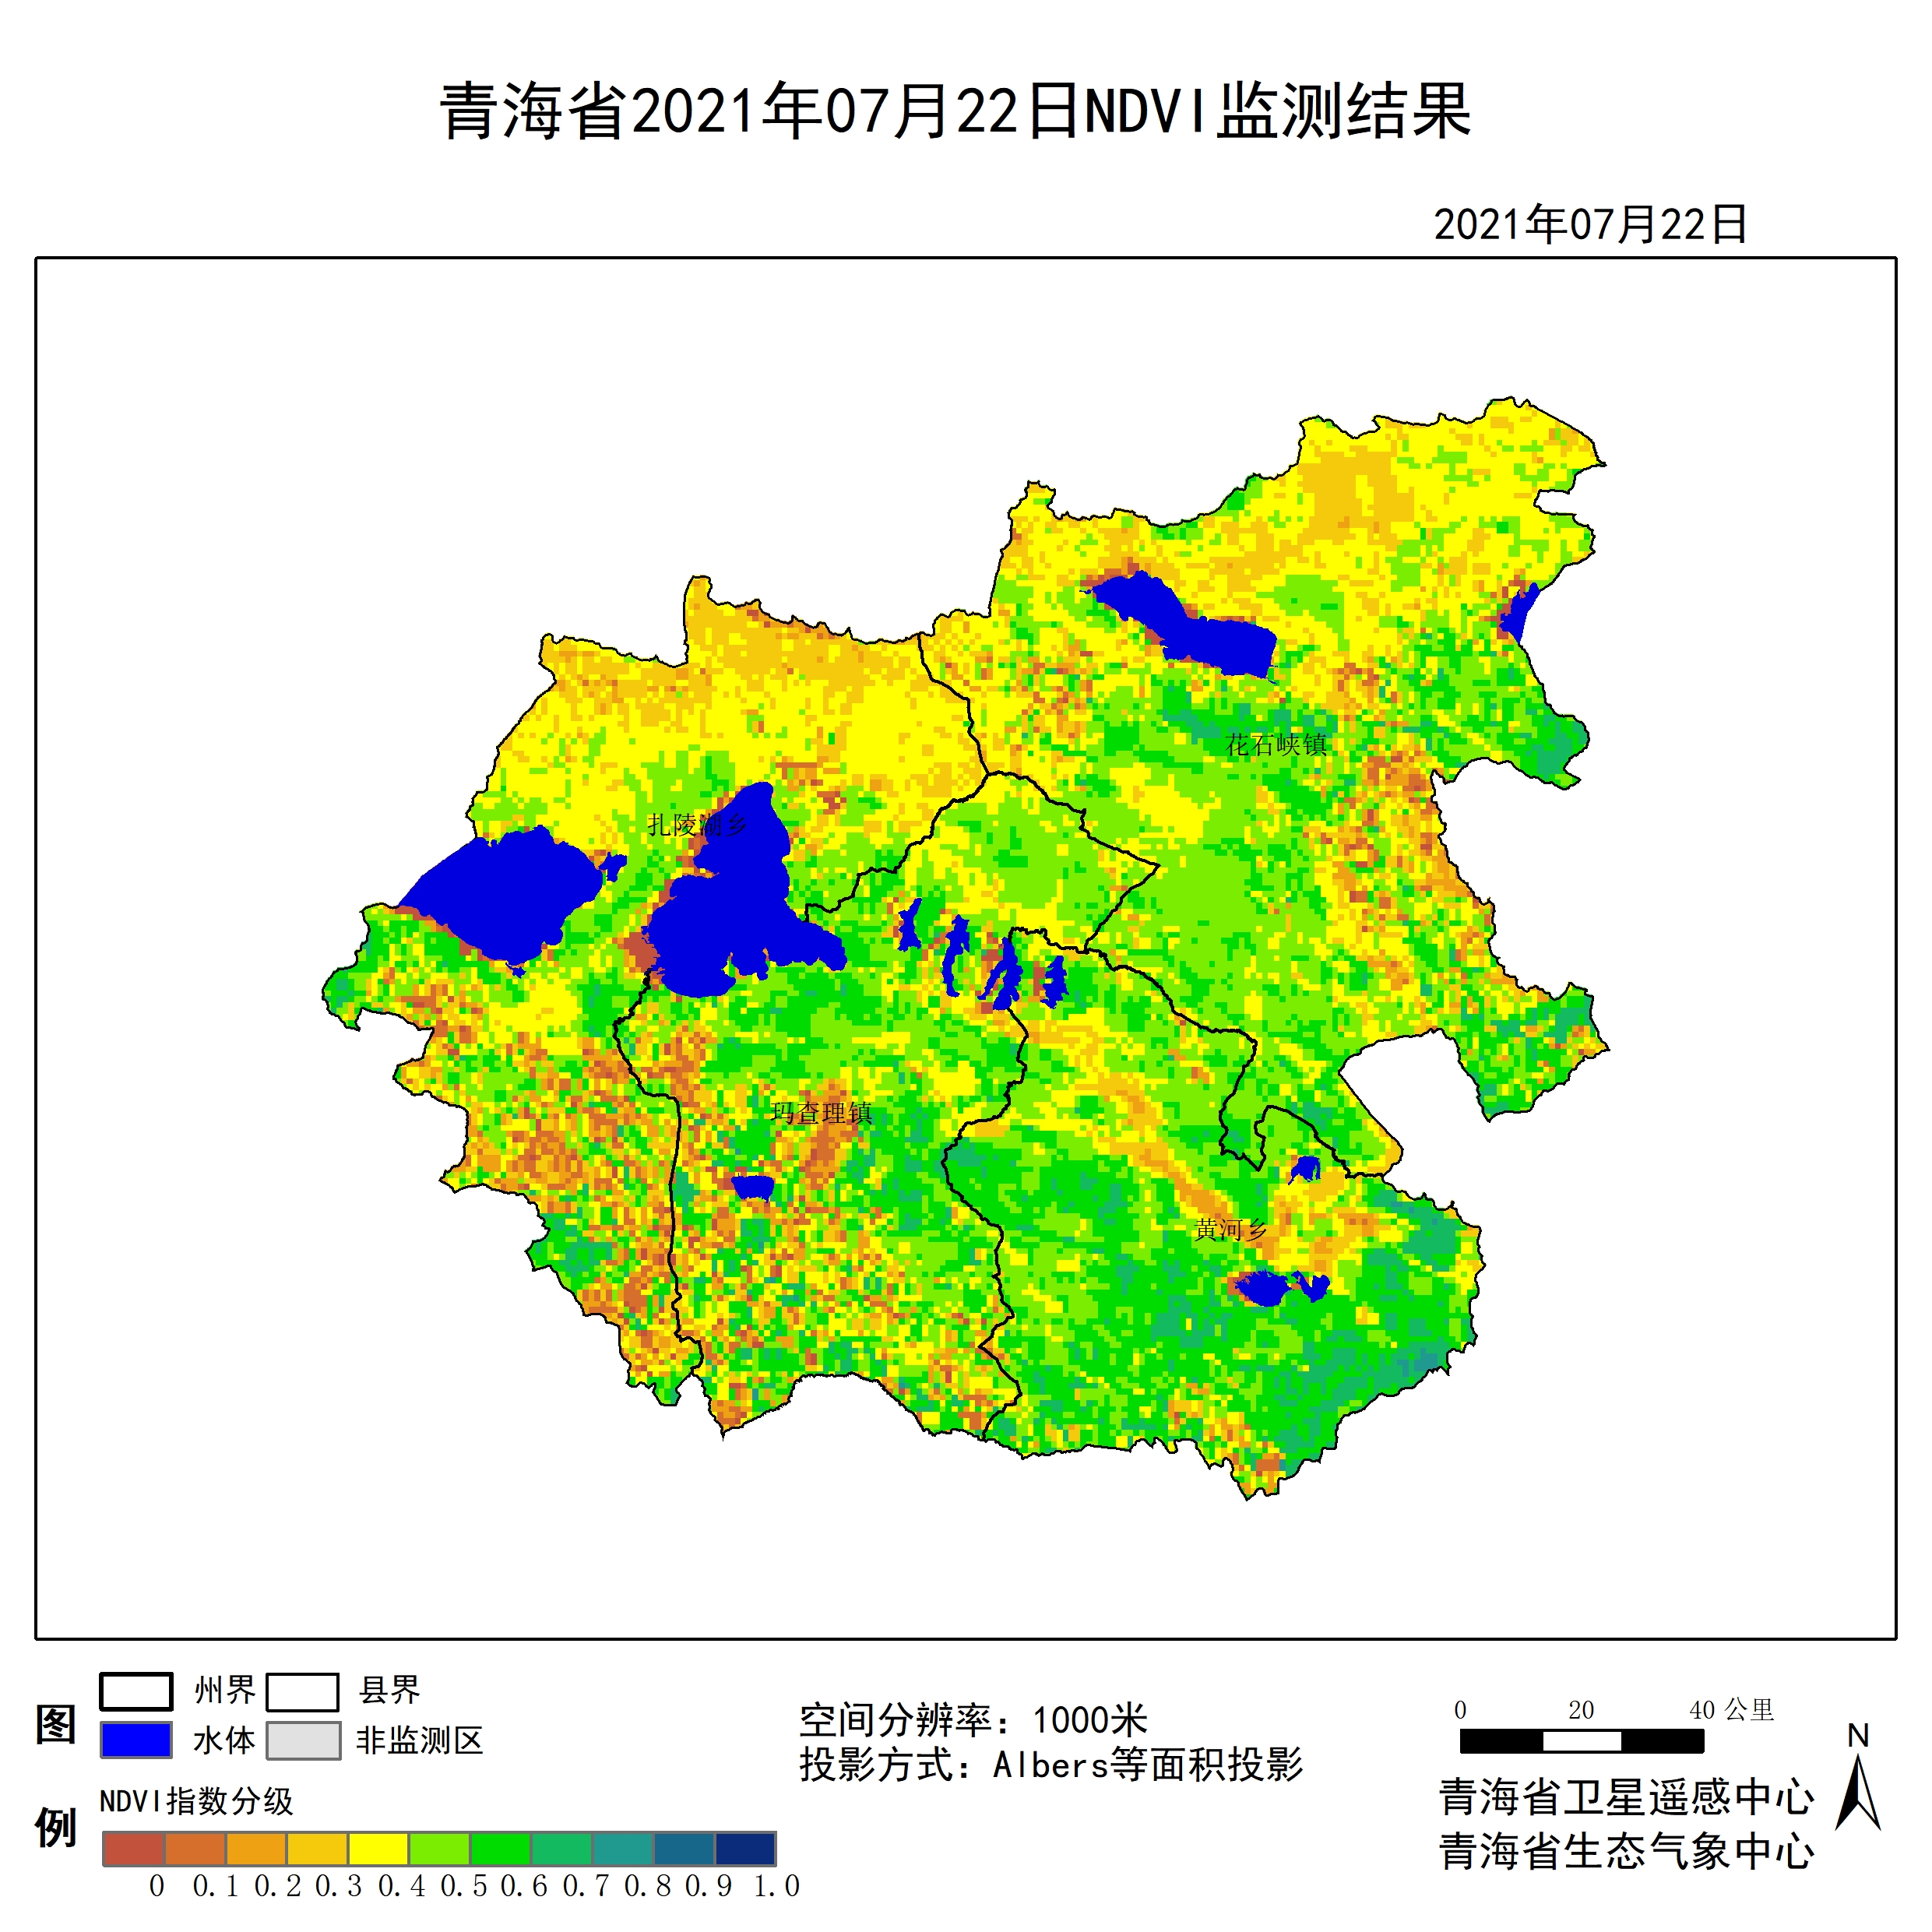 青海省2021年07月22日NDVI监测结果
2021年07月22日
花石峡镇
扎陵湖乡
玛查理镇
黄河乡
图例
州界 县界
水体 非监测区
NDVI指数分级
0 0.1 0.2 0.3 0.4 0.5 0.6 0.7 0.8 0.9 1.0
空间分辨率：1000米
投影方式：Albers等面积投影
0 20 40 公里
N
青海省卫星遥感中心
青海省生态气象中心